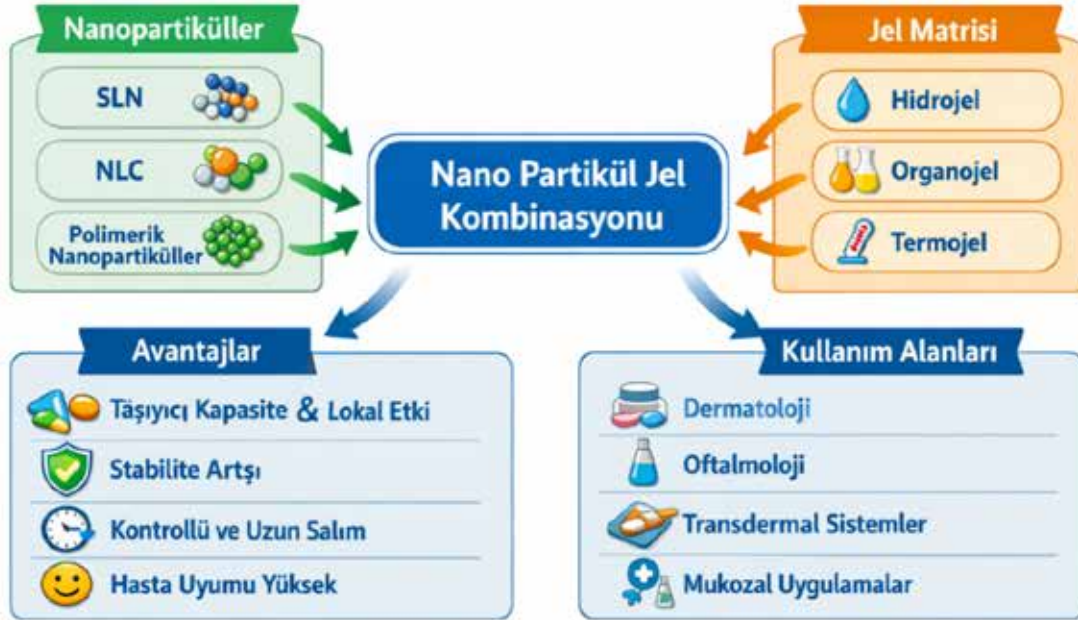 Nanopartiküller
SLN
NLC
Polimerik
Nanopartiküller
Jel Matrisi
Hidrojel
Organojel
Termojel
Nano Partikül Jel
Kombinasyonu
Avantajlar
Täşıyıcı Kapasite & Lokal Etki
Stabilite Artşı
Kontrollü ve Uzun Salım
Hasta Uyumu Yüksek
Kullanım Alanları
Dermatoloji
Oftalmoloji
Transdermal Sistemler
Mukozal Uygulamalar